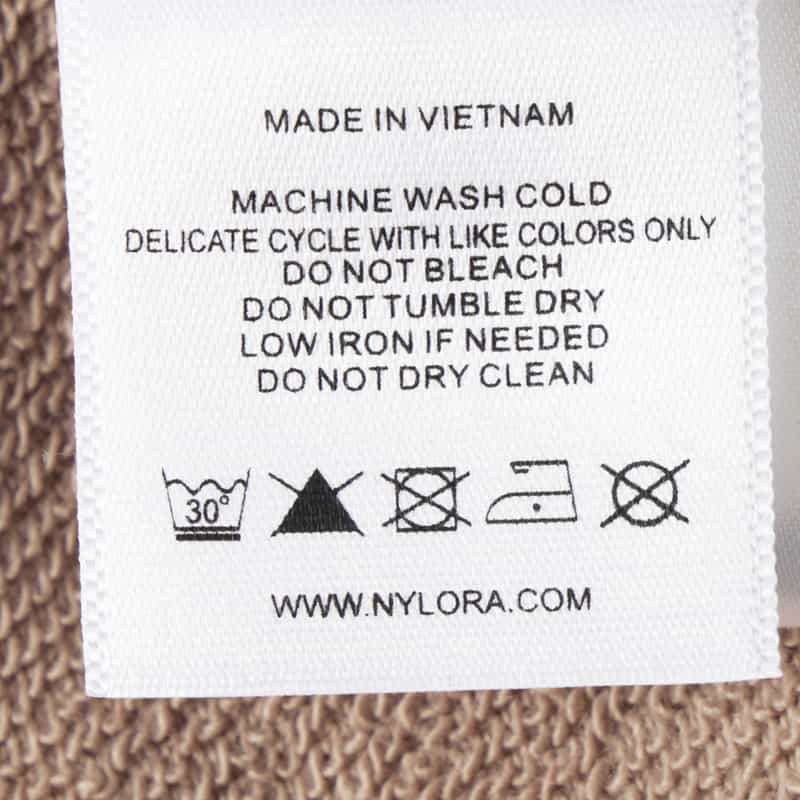 MADE IN VIETNAM
MACHINE WASH COLD
DELICATE CYCLE WITH LIKE COLORS ONLY
DO NOT BLEACH
DO NOT TUMBLE DRY
LOW IRON IF NEEDED
DO NOT DRY CLEAN
30°
WWW.NYLORA.COM